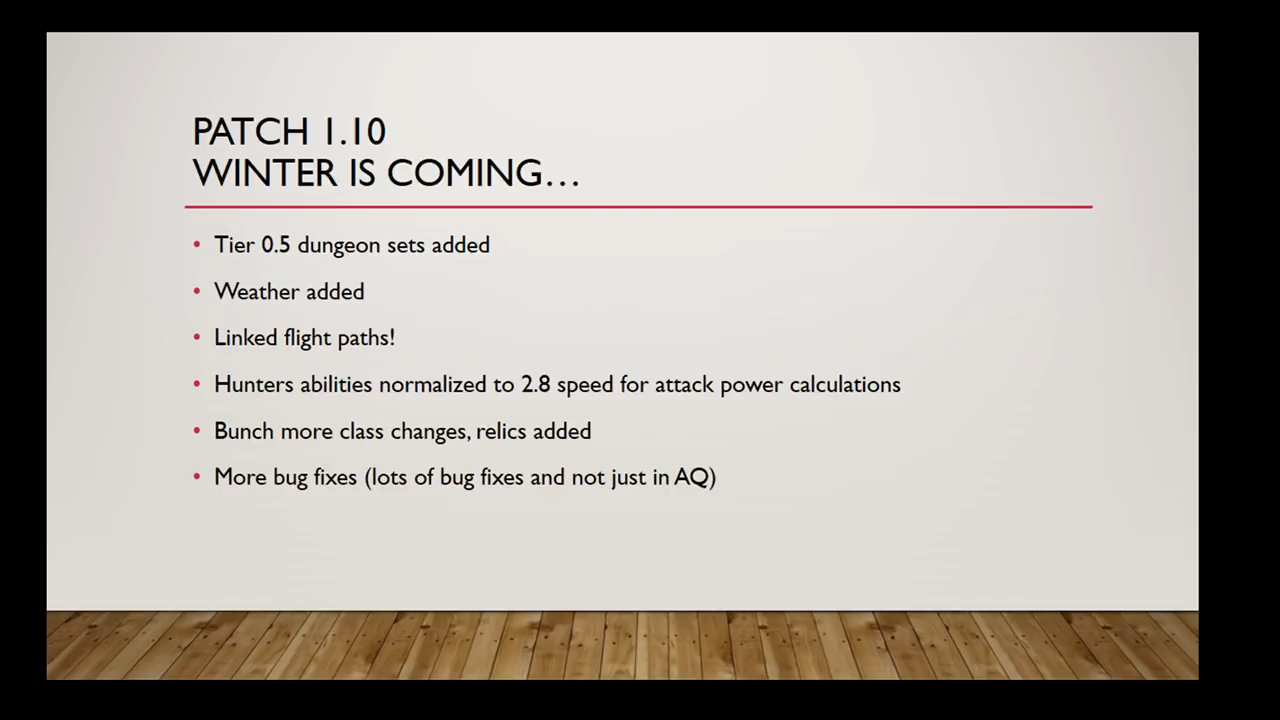 PATCH 1.10
WINTER IS COMING…
• Tier 0.5 dungeon sets added
• Weather added
• Linked flight paths!
• Hunters abilities normalized to 2.8 speed for attack power calculations
• Bunch more class changes, relics added
• More bug fixes (lots of bug fixes and not just in AQ)